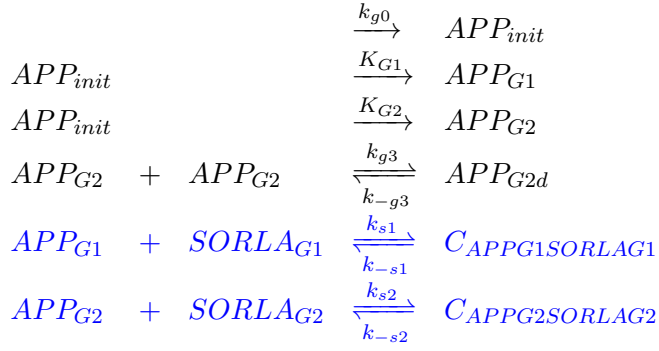 k_{g0} → APP_{init}
APP_{init} K_{G1} → APP_{G1}
APP_{init} K_{G2} → APP_{G2}
APP_{G2} + APP_{G2} k_{g3} ⇌ k_{-g3} APP_{G2d}
APP_{G1} + SORLA_{G1} k_{s1} ⇌ k_{-s1} C_{APPG1SORLAG1}
APP_{G2} + SORLA_{G2} k_{s2} ⇌ k_{-s2} C_{APPG2SORLAG2}